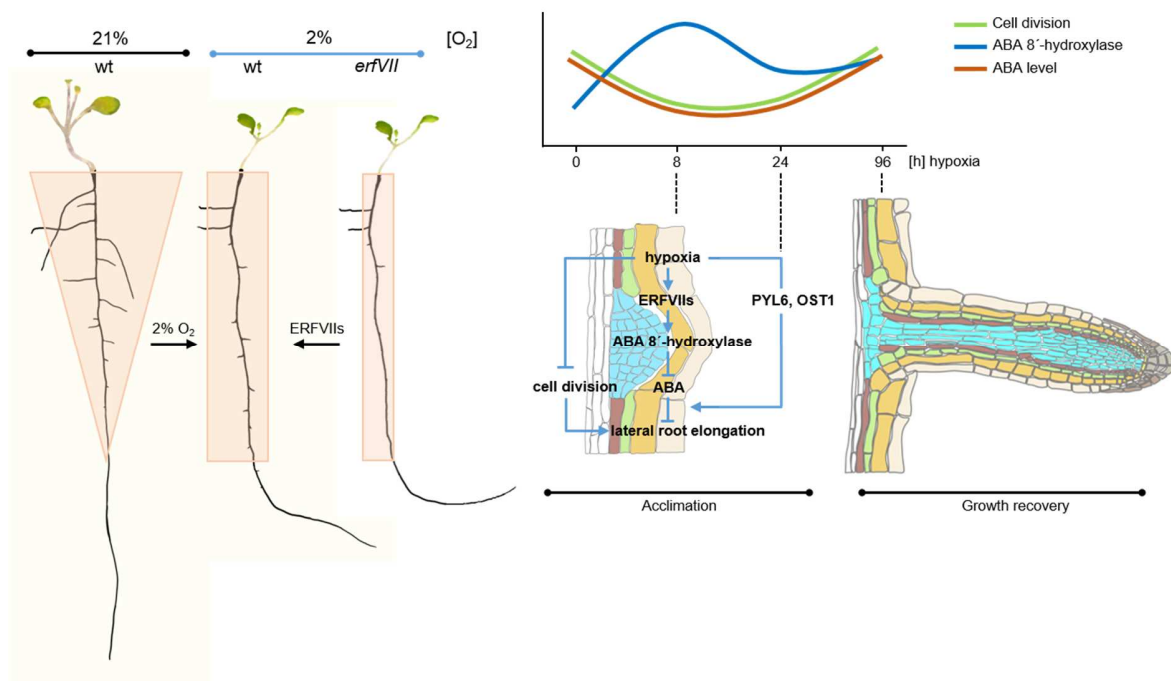 21%
2%
[O₂]
wt
wt
erfVII
2% O₂
ERFVIIs
Cell division
ABA 8´-hydroxylase
ABA level
0
8
24
96
[h] hypoxia
hypoxia
ERFVIIs
PYL6, OST1
ABA 8´-hydroxylase
cell division
ABA
lateral root elongation
Acclimation
Growth recovery